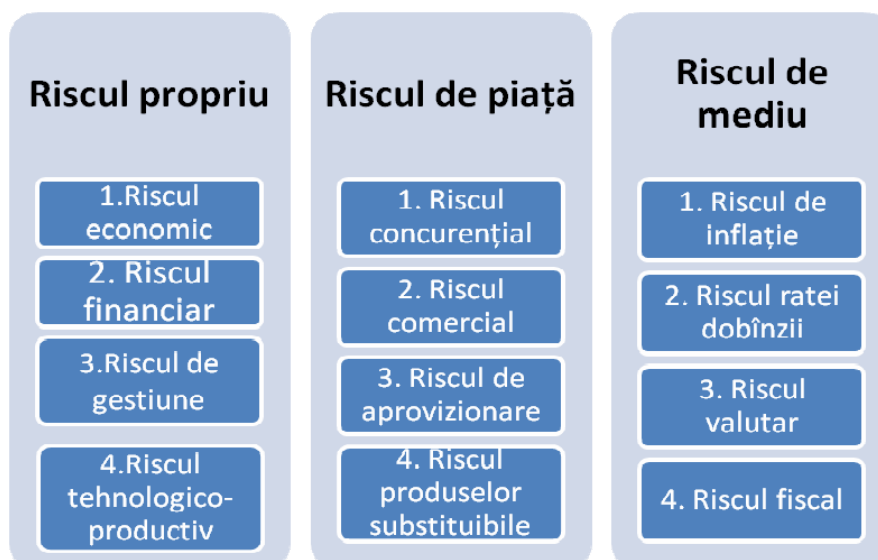 Riscul propriu
1.Riscul
economic
2. Riscul
financiar
3.Riscul de
gestiune
4.Riscul
tehnologico-
productiv
Riscul de piață
1. Riscul
concurențial
2. Riscul
comercial
3. Riscul de
aprovizionare
4. Riscul
produselor
substituibile
Riscul de
mediu
1. Riscul de
inflație
2. Riscul ratei
dobînzii
3. Riscul
valutar
4. Riscul fiscal